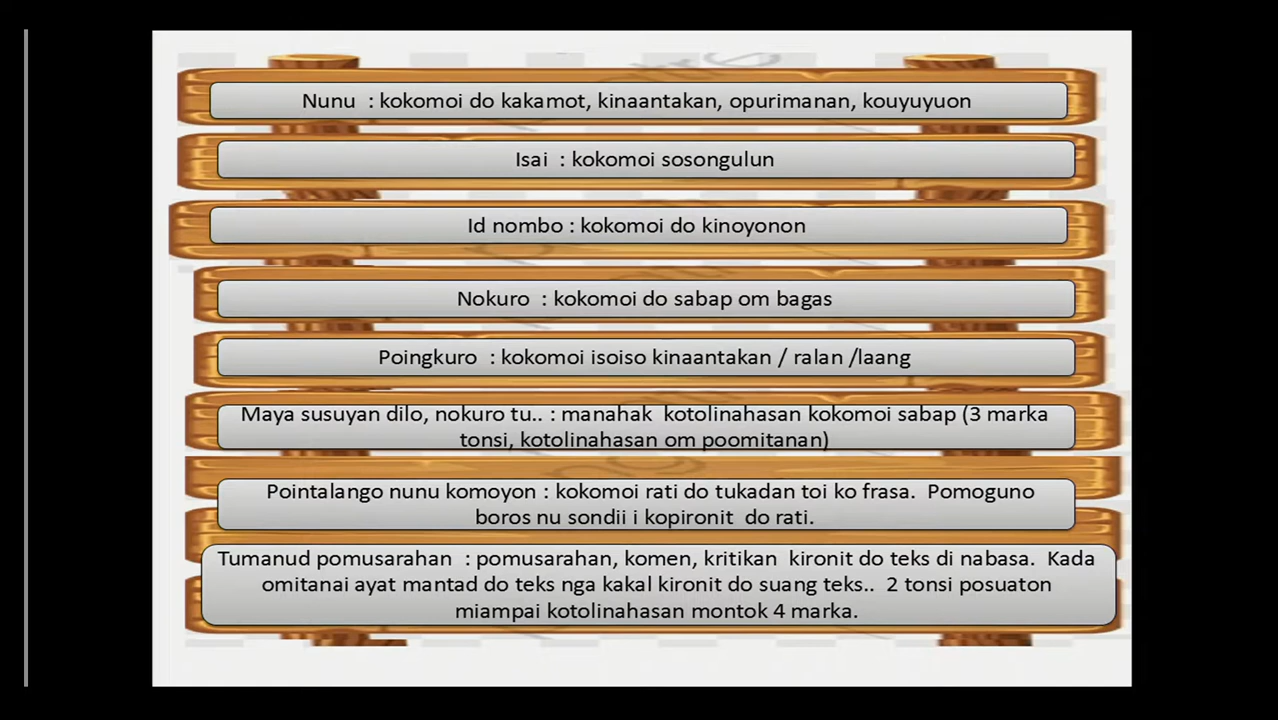 Nunu : kokomoi do kakamot, kinaantakan, opurimanan, kouyuyuon
Isai : kokomoi sosongulun
Id nombo : kokomoi do kinoyonon
Nokuro : kokomoi do sabap om bagas
Poingkuro : kokomoi isoiso kinaantakan / ralan /laang
Maya susuyan dilo, nokuro tu.. : manahak kotolinahasan kokomoi sabap (3 marka
tonsi, kotolinahasan om poomitanan)
Pointalango nunu komoyon : kokomoi rati do tukadan toi ko frasa. Pomoguno
boros nu sondii i kopironit do rati.
Tumanud pomusarahan : pomusarahan, komen, kritikan kironit do teks di nabasa. Kada
omitanai ayat mantad do teks nga kakal kironit do suang teks.. 2 tonsi posuaton
miampai kotolinahasan montok 4 marka.